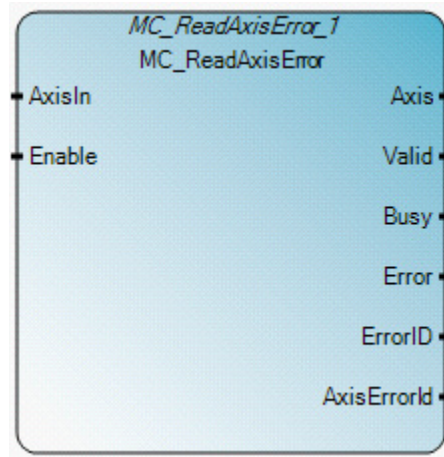 MC_ReadAxisError_1
MC_ReadAxisError
AxisIn Axis
Enable Valid
Busy
Error
ErrorID
AxisErrorId